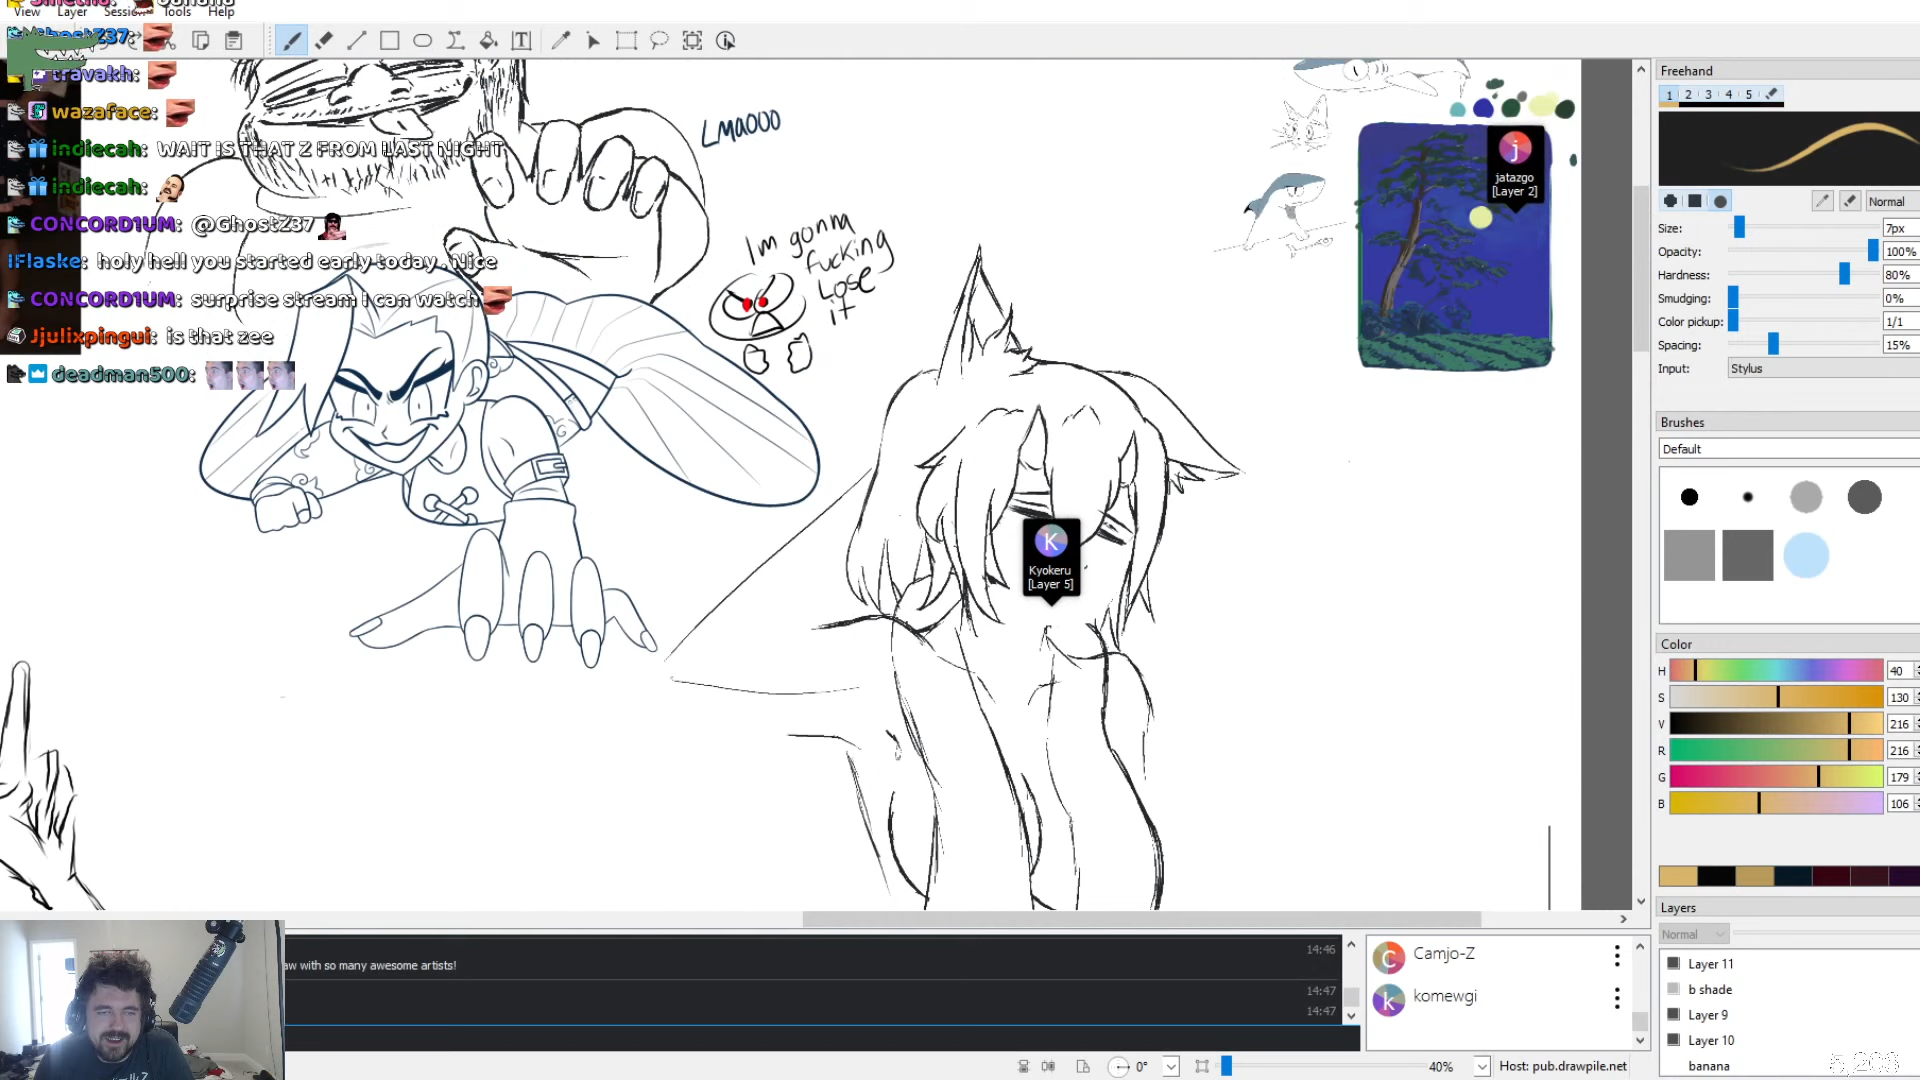 View Layer Session Tools Help
Ghost237:
travakh:
wazaface:
indiecah: WAIT IS THAT Z FROM LAST NIGHT
indiecah:
CONCORD1UM: @Ghost237
iFlaske: holy hell you started early today. Nice
CONCORD1UM: surprise stream I can watch
Jjulixpingui: is that zee
deadman500:
LMAOOO
Im gonna
fucking
Lose
it
j
jatazgo
[Layer 2]
K
Kyokeru
[Layer 5]
Freehand
1 2 3 4 5
Normal
Size: 7px
Opacity: 100%
Hardness: 80%
Smudging: 0%
Color pickup: 1/1
Spacing: 15%
Input: Stylus
Brushes
Default
Color
H 40
S 130
V 216
R 216
G 179
B 106
Layers
Normal
Layer 11
b shade
Layer 9
Layer 10
banana
14:46
aw with so many awesome artists!
14:47
14:47
C Camjo-Z
k komewgi
0°
40%
Host: pub.drawpile.net